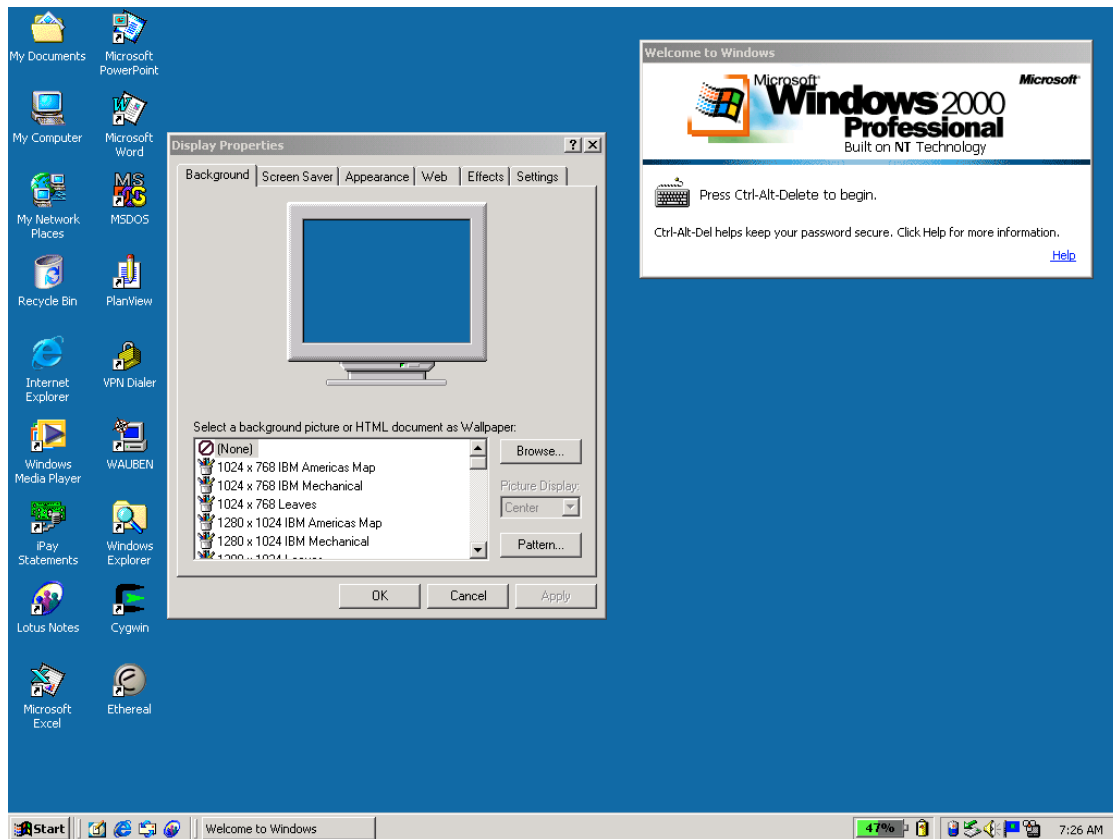 My Documents
Microsoft
PowerPoint
My Computer
Microsoft
Word
My Network
Places
MSDOS
MS
Recycle Bin
PlanView
Internet
Explorer
VPN Dialer
Windows
Media Player
WAUBEN
iPay
Statements
Windows
Explorer
Lotus Notes
Cygwin
Microsoft
Excel
Ethereal
Display Properties
Background Screen Saver Appearance Web Effects Settings
Select a background picture or HTML document as Wallpaper:
(None)
1024 x 768 IBM Americas Map
1024 x 768 IBM Mechanical
1024 x 768 Leaves
1280 x 1024 IBM Americas Map
1280 x 1024 IBM Mechanical
1280 x 1024 Leaves
Browse...
Picture Display:
Center
Pattern...
OK Cancel Apply
Welcome to Windows
Microsoft
Microsoft
Windows 2000
Professional
Built on NT Technology
Press Ctrl-Alt-Delete to begin.
Ctrl-Alt-Del helps keep your password secure. Click Help for more information.
Help
Start
Welcome to Windows
47%
7:26 AM